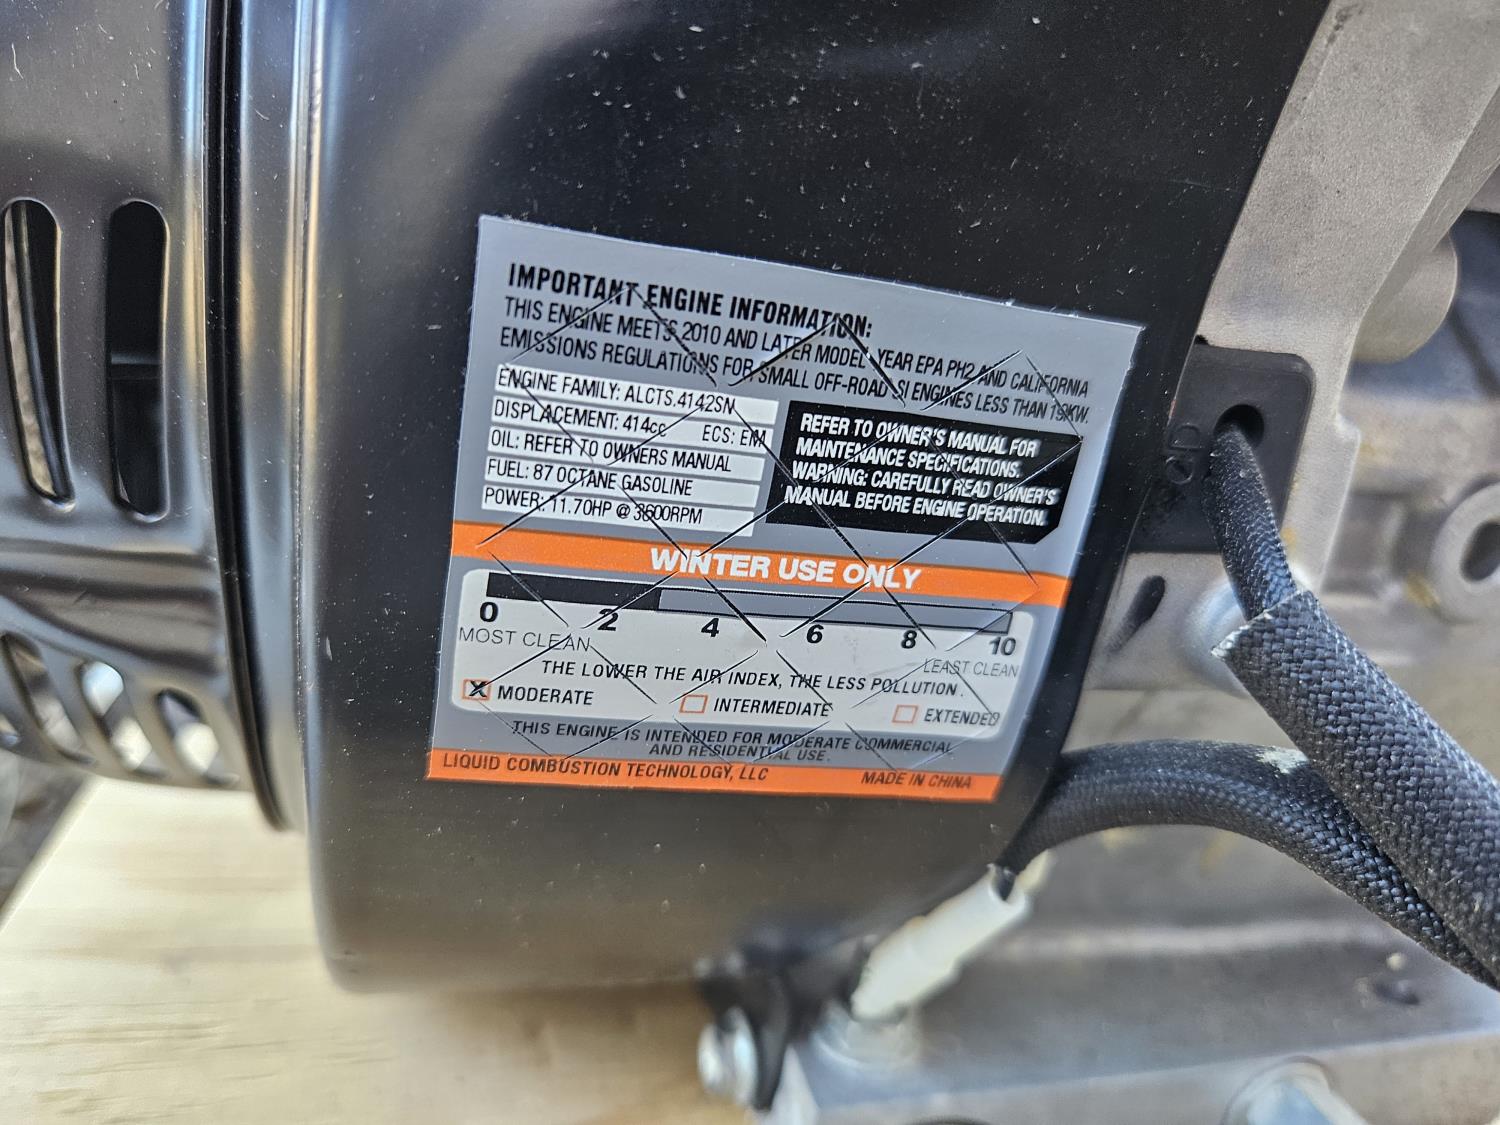 IMPORTANT ENGINE INFORMATION:
THIS ENGINE MEETS 2010 AND LATER MODEL YEAR EPA PH2 AND CALIFORNIA
EMISSIONS REGULATIONS FOR SMALL OFF-ROAD SI ENGINES LESS THAN 19KW.
ENGINE FAMILY: ALCTS.4142SN
DISPLACEMENT: 414cc ECS: EM
OIL: REFER TO OWNERS MANUAL
FUEL: 87 OCTANE GASOLINE
POWER: 11.70HP @ 3600RPM
REFER TO OWNER'S MANUAL FOR
MAINTENANCE SPECIFICATIONS.
WARNING: CAREFULLY READ OWNER'S
MANUAL BEFORE ENGINE OPERATION.
WINTER USE ONLY
0 2 4 6 8 10
MOST CLEAN LEAST CLEAN
THE LOWER THE AIR INDEX, THE LESS POLLUTION.
X MODERATE INTERMEDIATE EXTENDED
THIS ENGINE IS INTENDED FOR MODERATE COMMERCIAL
AND RESIDENTIAL USE.
LIQUID COMBUSTION TECHNOLOGY, LLC MADE IN CHINA